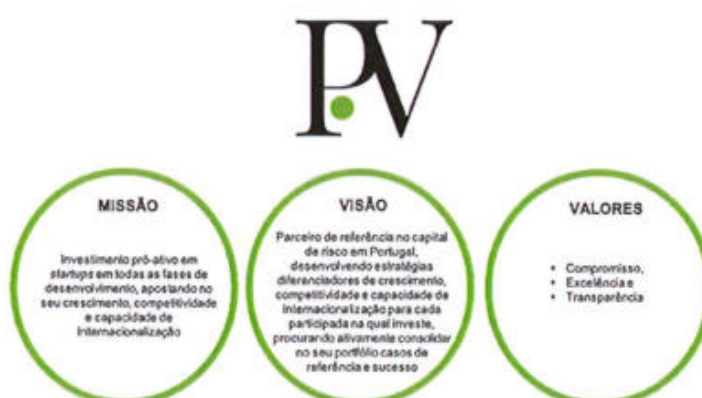 PV
MISSÃO
Investimento pró-ativo em
startups em todas as fases de
desenvolvimento, apostando no
seu crescimento, competitividade
e capacidade de
internacionalização
VISÃO
Parceiro de referência no capital
de risco em Portugal,
desenvolvendo estratégias
diferenciadores de crescimento,
competitividade e capacidade de
internacionalização para cada
participada na qual investe,
procurando ativamente consolidar
no seu portfólio casos de
referência e sucesso
VALORES
• Compromisso,
• Excelência e
• Transparência